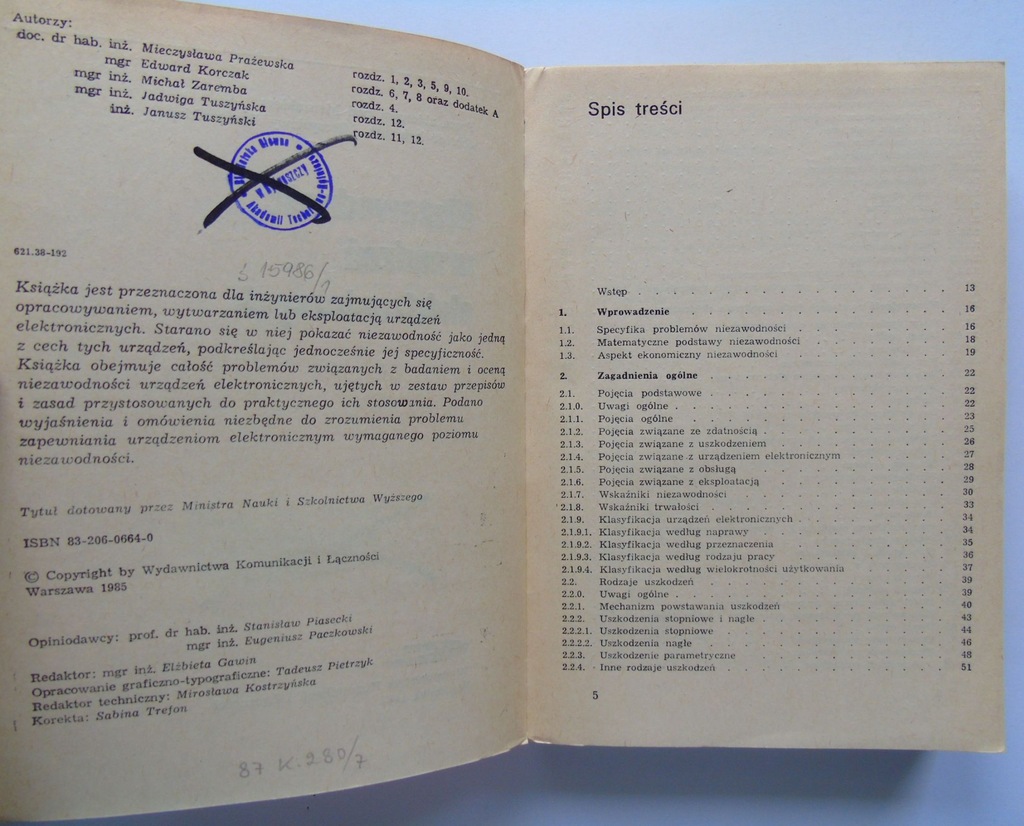 Autorzy:
doc. dr hab. inż. Mieczysława Prażewska rozdz. 1, 2, 3, 5, 9, 10.
mgr Edward Korczak rozdz. 6, 7, 8 oraz dodatek A
mgr inż. Michał Zaremba rozdz. 4.
mgr inż. Jadwiga Tuszyńska rozdz. 12.
inż. Janusz Tuszyński rozdz. 11, 12.
Główna
Akademii
621.38-192
15986/1
Książka jest przeznaczona dla inżynierów zajmujących się
opracowywaniem, wytwarzaniem lub eksploatacją urządzeń
elektronicznych. Starano się w niej pokazać niezawodność jako jedną
z cech tych urządzeń, podkreślając jednocześnie jej specyficzność.
Książka obejmuje całość problemów związanych z badaniem i oceną
niezawodności urządzeń elektronicznych, ujętych w zestaw przepisów
i zasad przystosowanych do praktycznego ich stosowania. Podano
wyjaśnienia i omówienia niezbędne do zrozumienia problemu
zapewniania urządzeniom elektronicznym wymaganego poziomu
niezawodności.
Tytuł dotowany przez Ministra Nauki i Szkolnictwa Wyższego
ISBN 83-206-0664-0
© Copyright by Wydawnictwa Komunikacji i Łączności
Warszawa 1985
Opiniodawcy: prof. dr hab. inż. Stanisław Piasecki
mgr inż. Eugeniusz Paczkowski
Redaktor: mgr inż. Elżbieta Gawin
Opracowanie graficzno-typograficzne: Tadeusz Pietrzyk
Redaktor techniczny: Mirosława Kostrzyńska
Korekta: Sabina Trefon
87 K.280/7
Spis treści
Wstęp 13
1. Wprowadzenie 16
1.1. Specyfika problemów niezawodności 16
1.2. Matematyczne podstawy niezawodności 18
1.3. Aspekt ekonomiczny niezawodności 19
2. Zagadnienia ogólne 22
2.1. Pojęcia podstawowe 22
2.1.0. Uwagi ogólne 22
2.1.1. Pojęcia ogólne 23
2.1.2. Pojęcia związane ze zdatnością 25
2.1.3. Pojęcia związane z uszkodzeniem 26
2.1.4. Pojęcia związane z urządzeniem elektronicznym 27
2.1.5. Pojęcia związane z obsługą 28
2.1.6. Pojęcia związane z eksploatacją 29
2.1.7. Wskaźniki niezawodności 30
2.1.8. Wskaźniki trwałości 33
2.1.9. Klasyfikacja urządzeń elektronicznych 34
2.1.9.1. Klasyfikacja według naprawy 34
2.1.9.2. Klasyfikacja według przeznaczenia 35
2.1.9.3. Klasyfikacja według rodzaju pracy 36
2.1.9.4. Klasyfikacja według wielokrotności użytkowania 37
2.2. Rodzaje uszkodzeń 39
2.2.0. Uwagi ogólne 39
2.2.1. Mechanizm powstawania uszkodzeń 40
2.2.2. Uszkodzenia stopniowe i nagłe 43
2.2.2.1. Uszkodzenia stopniowe 44
2.2.2.2. Uszkodzenia nagłe 46
2.2.3. Uszkodzenie parametryczne 48
2.2.4. Inne rodzaje uszkodzeń 51
5